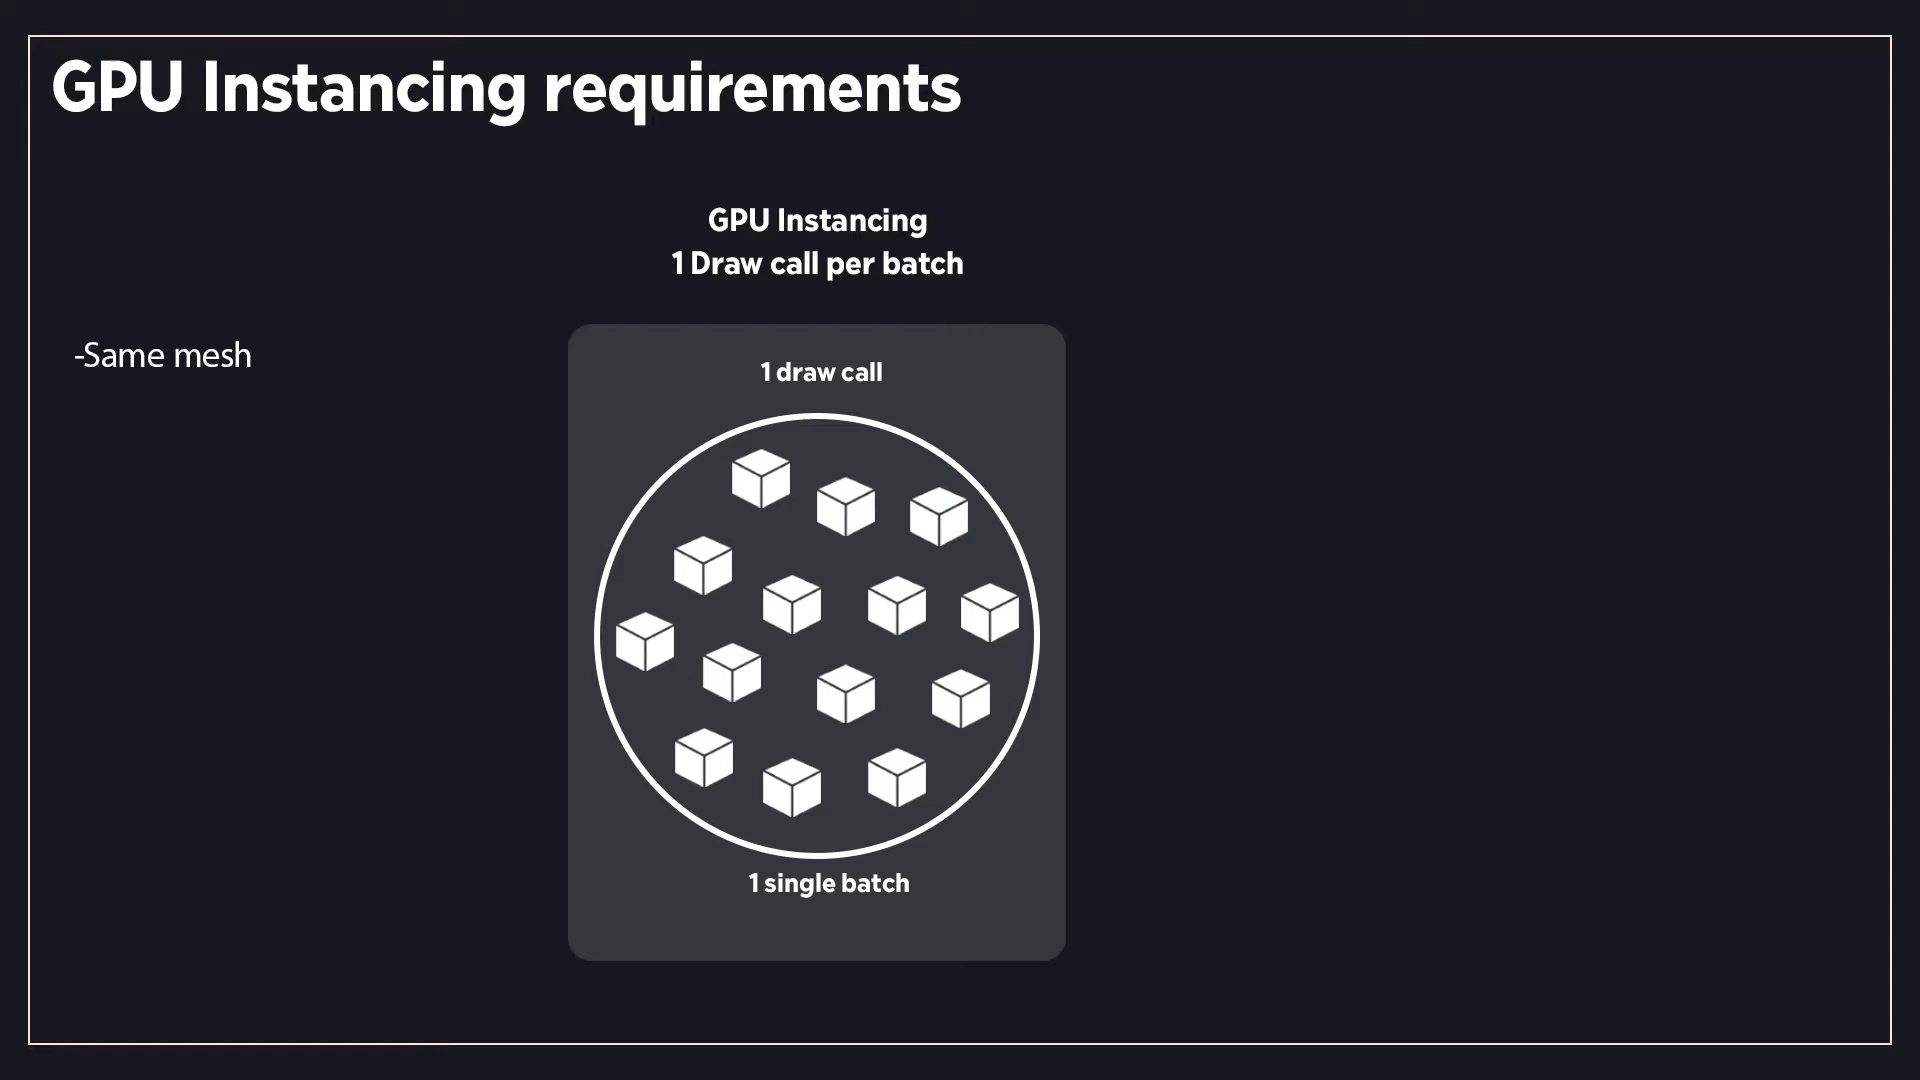 GPU Instancing requirements
GPU Instancing
1 Draw call per batch
-Same mesh
1 draw call
1 single batch